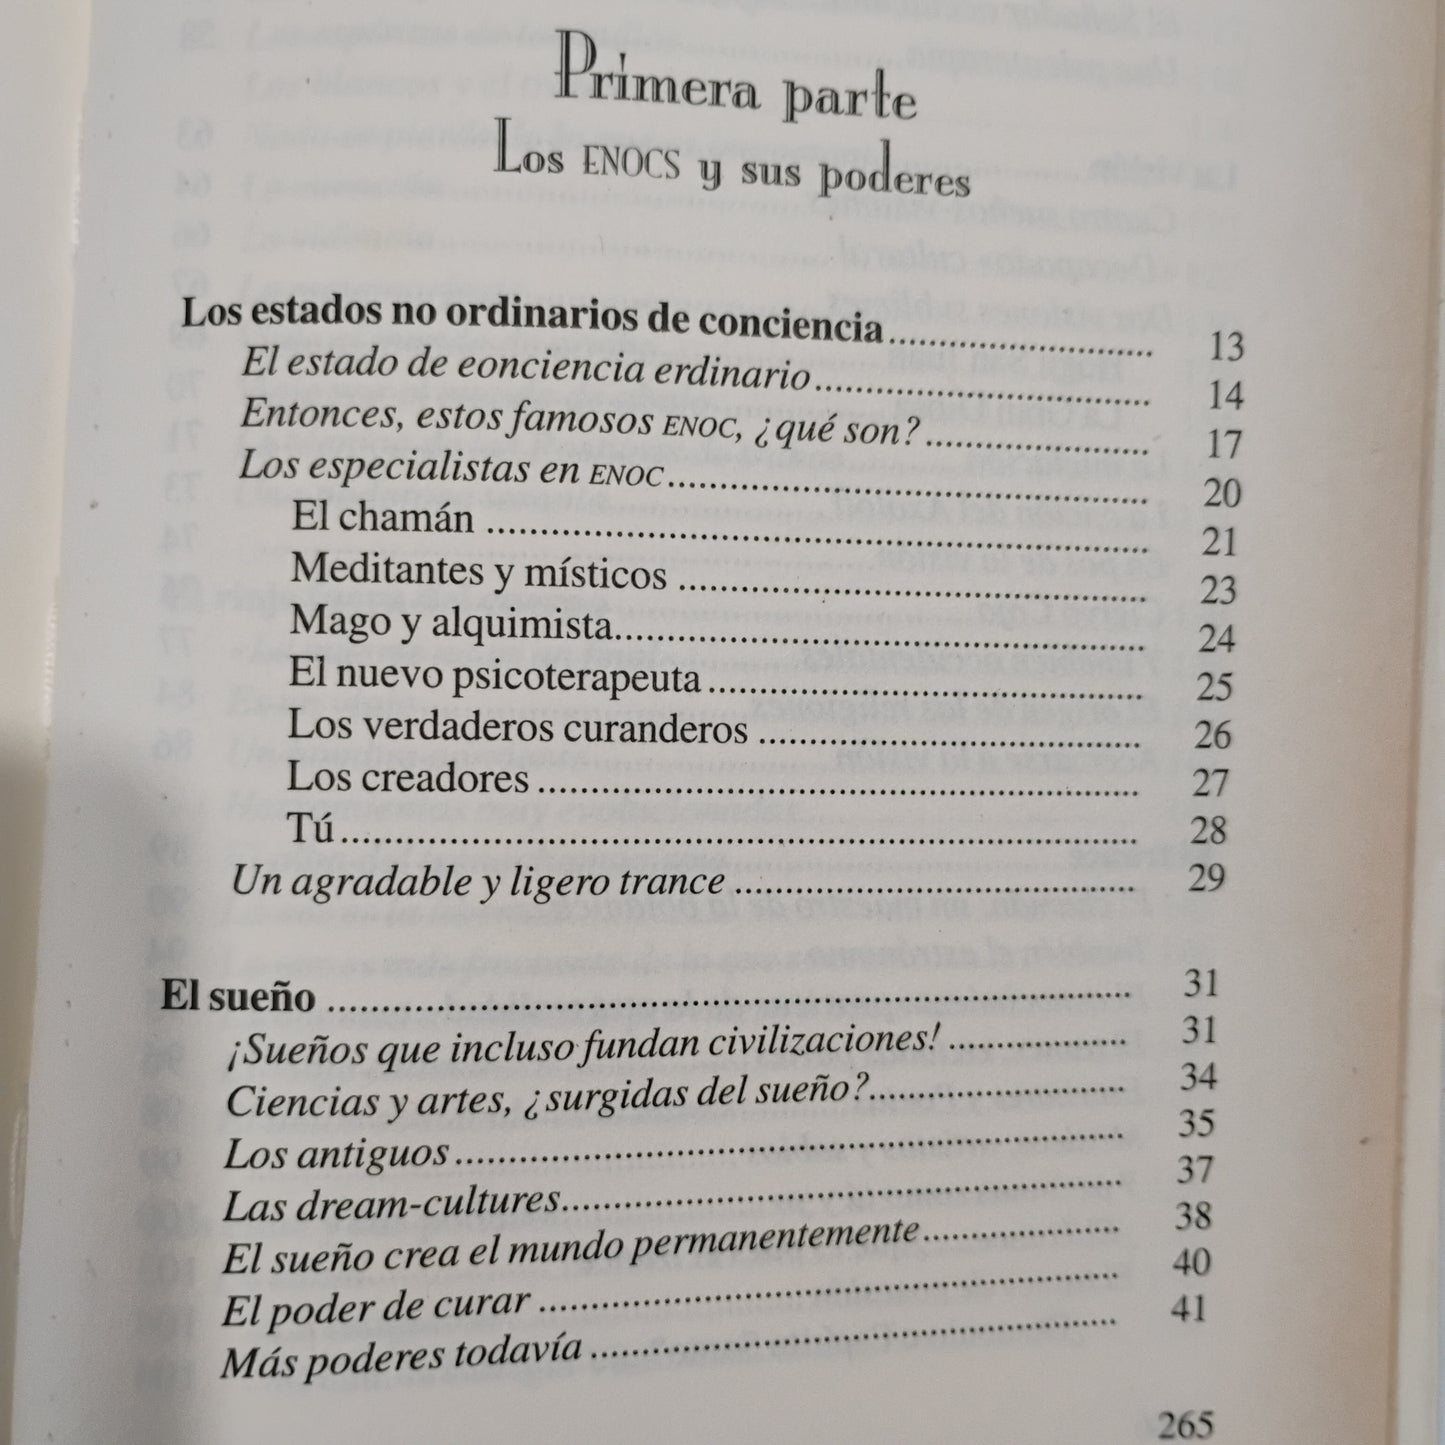 Primera parte
Los ENOCS y sus poderes
Los estados no ordinarios de conciencia.......................... 13
El estado de eonciencia erdinario.................................. 14
Entonces, estos famosos ENOC, ¿qué son?...................... 17
Los especialistas en ENOC............................................... 20
El chamán ................................................................ 21
Meditantes y místicos ............................................. 23
Mago y alquimista................................................... 24
El nuevo psicoterapeuta.......................................... 25
Los verdaderos curanderos ..................................... 26
Los creadores.......................................................... 27
Tú............................................................................ 28
Un agradable y ligero trance ....................................... 29
El sueño ............................................................................. 31
¡Sueños que incluso fundan civilizaciones! ................... 31
Ciencias y artes, ¿surgidas del sueño?......................... 34
Los antiguos.................................................................. 35
Las dream-cultures....................................................... 37
El sueño crea el mundo permanentemente................... 38
El poder de curar ......................................................... 40
Más poderes todavía .................................................... 41
265